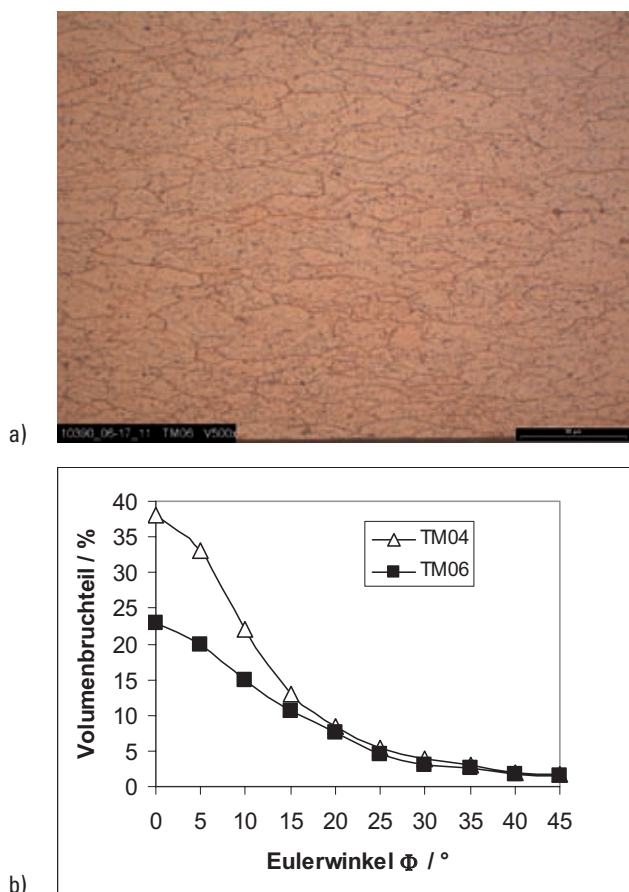 a)
10390_06-17_11 TM06 V500x
b)
40
35
30
25
20
15
10
5
0
Volumenbruchteil / %
TM04
TM06
0 5 10 15 20 25 30 35 40 45
Eulerwinkel Φ / °